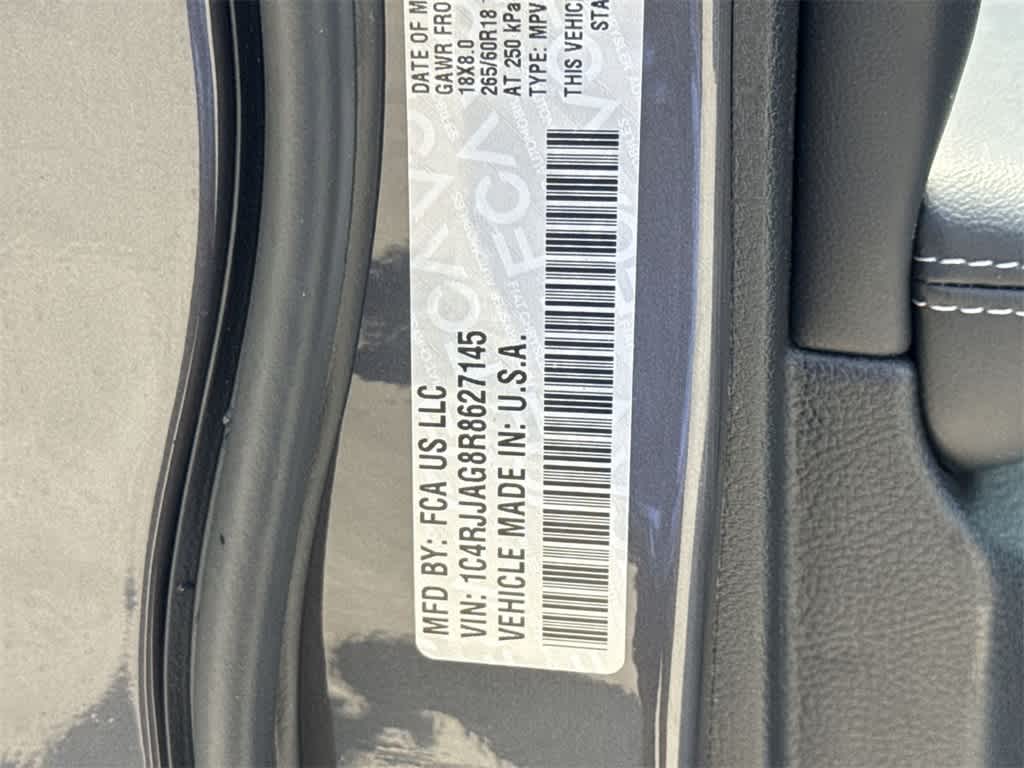 MFD BY: FCA US LLC
DATE OF M
VIN: 1C4RJJAG8R8627145
GAWR FRO
VEHICLE MADE IN: U.S.A.
18X8.0
265/60R18
AT 250 kPa
TYPE: MPV
THIS VEHIC
STA